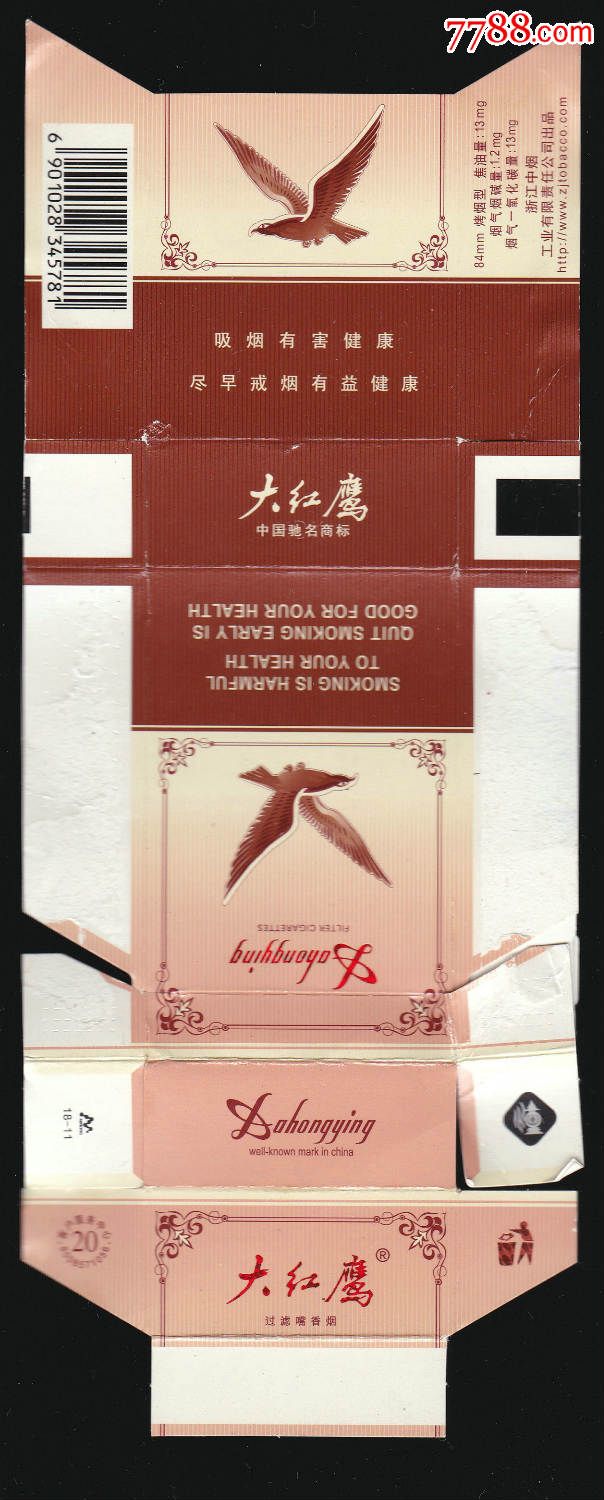 7788.com
84mm 烤烟型 焦油量:13mg
烟气烟碱量:1.2mg
烟气一氧化碳量:13mg
浙江中烟
工业有限责任公司出品
http://www.zjtobacco.com
6 901028 345781
吸烟有害健康
尽早戒烟有益健康
大红鹰
中国驰名商标
SMOKING IS HARMFUL
TO YOUR HEALTH
QUIT SMOKING EARLY IS
GOOD FOR YOUR HEALTH
Dahongying
FILTER CIGARETTES
18-11
Dahongying
well-known mark in china
20
大红鹰®
过滤嘴香烟